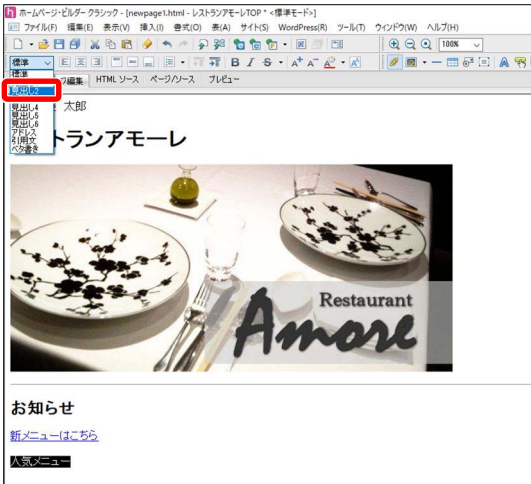 ホームページ・ビルダー クラシック - [newpage1.html - レストランアモーレTOP * <標準モード>]
ファイル(F) 編集(E) 表示(V) 挿入(I) 書式(O) 表(A) サイト(S) WordPress(R) ツール(T) ウィンドウ(W) ヘルプ(H)
100%
標準
B I S A+ A- A A
標準
ジ編集 HTML ソース ページ/ソース プレビュー
見出し2
見出し4
太郎
見出し5
見出し6
アドレス
引用文
ベタ書き
トランアモーレ
Restaurant
Amore
お知らせ
新メニューはこちら
人気メニュー